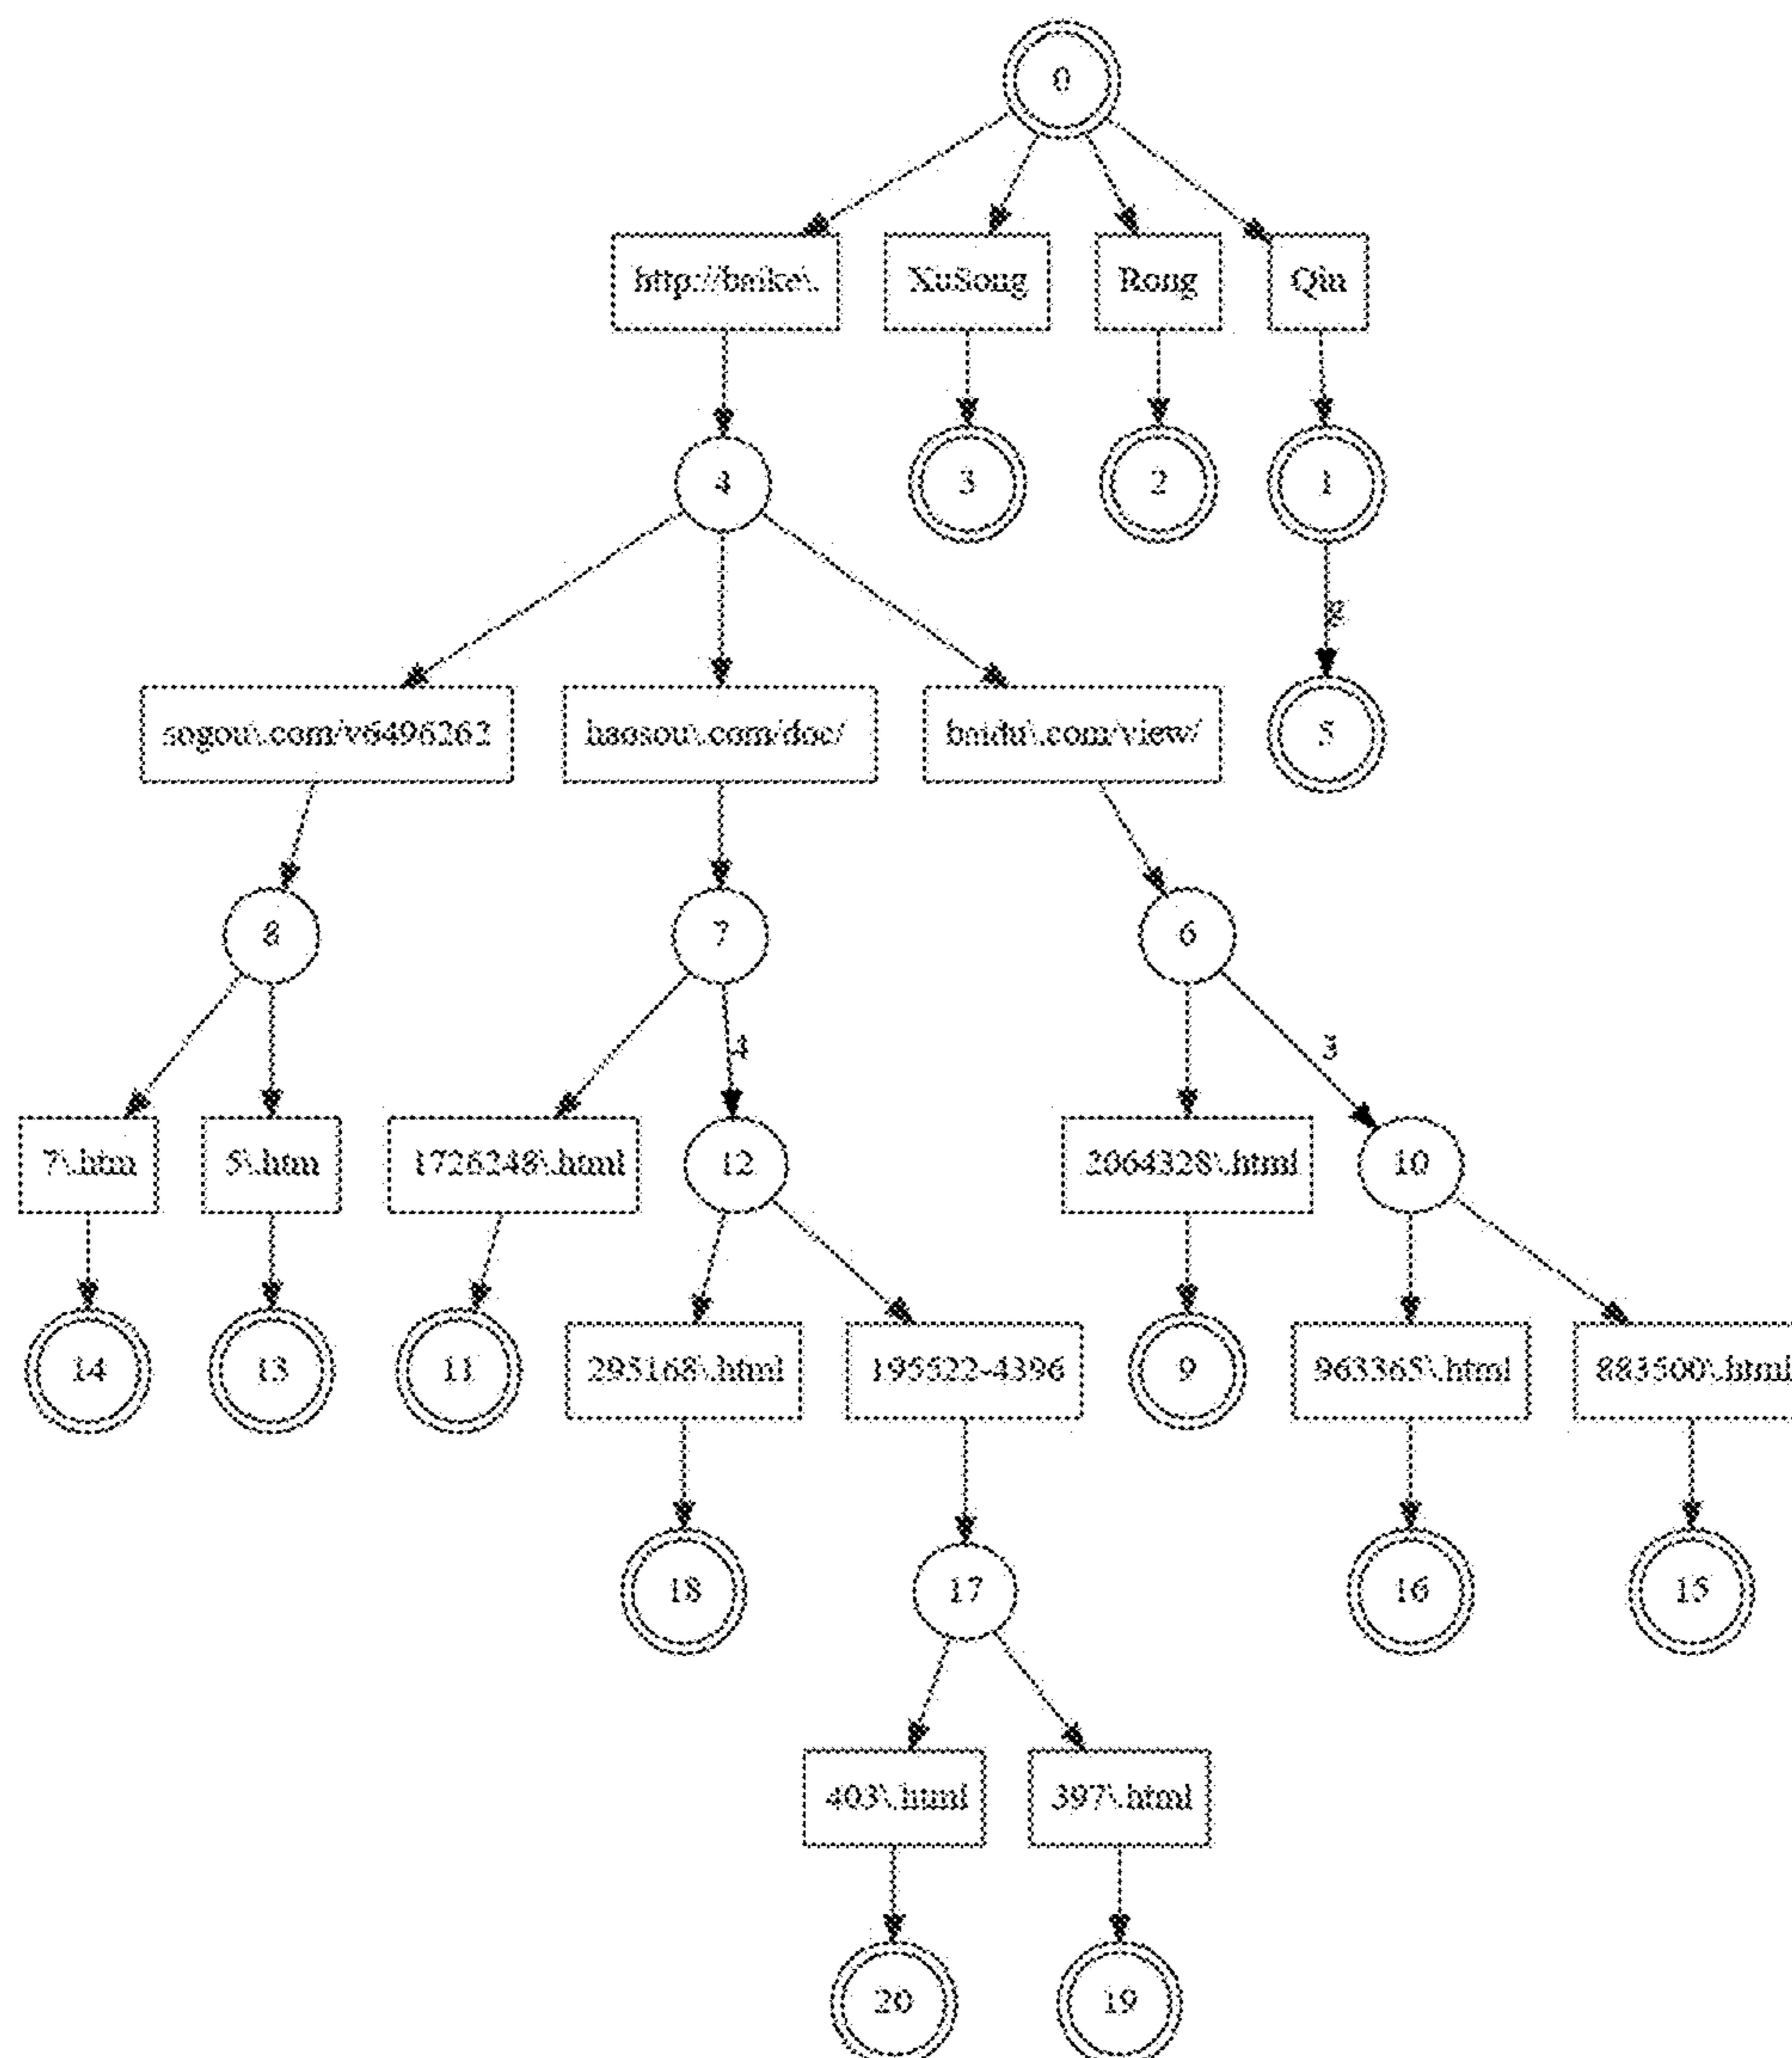 0
http://baike\.
XuSong
Rong
Qin
4
3
2
1
g
sogou\.com/v6496262
haosou\.com/doc/
baidu\.com/view/
5
8
7
6
4
3
7\.htm
5\.htm
1726248\.html
12
2064328\.html
10
14
13
11
295168\.html
195522-4396
9
963365\.html
883500\.html
18
17
16
15
403\.html
397\.html
20
19